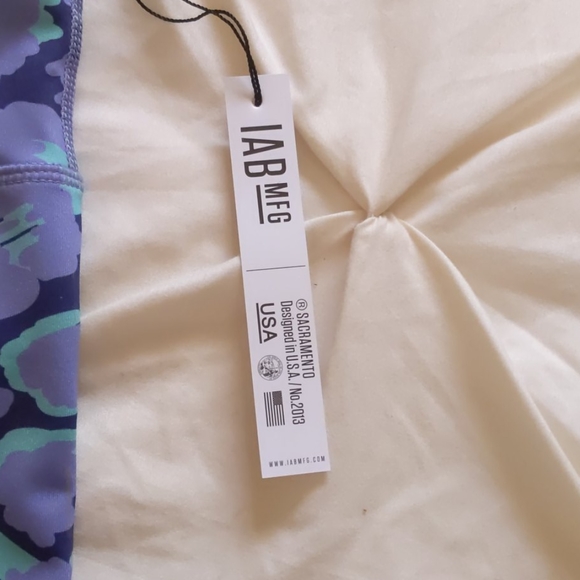 IAB MFG
® SACRAMENTO
Designed in U.S.A. / No.2013
USA
WWW.IABMFG.COM